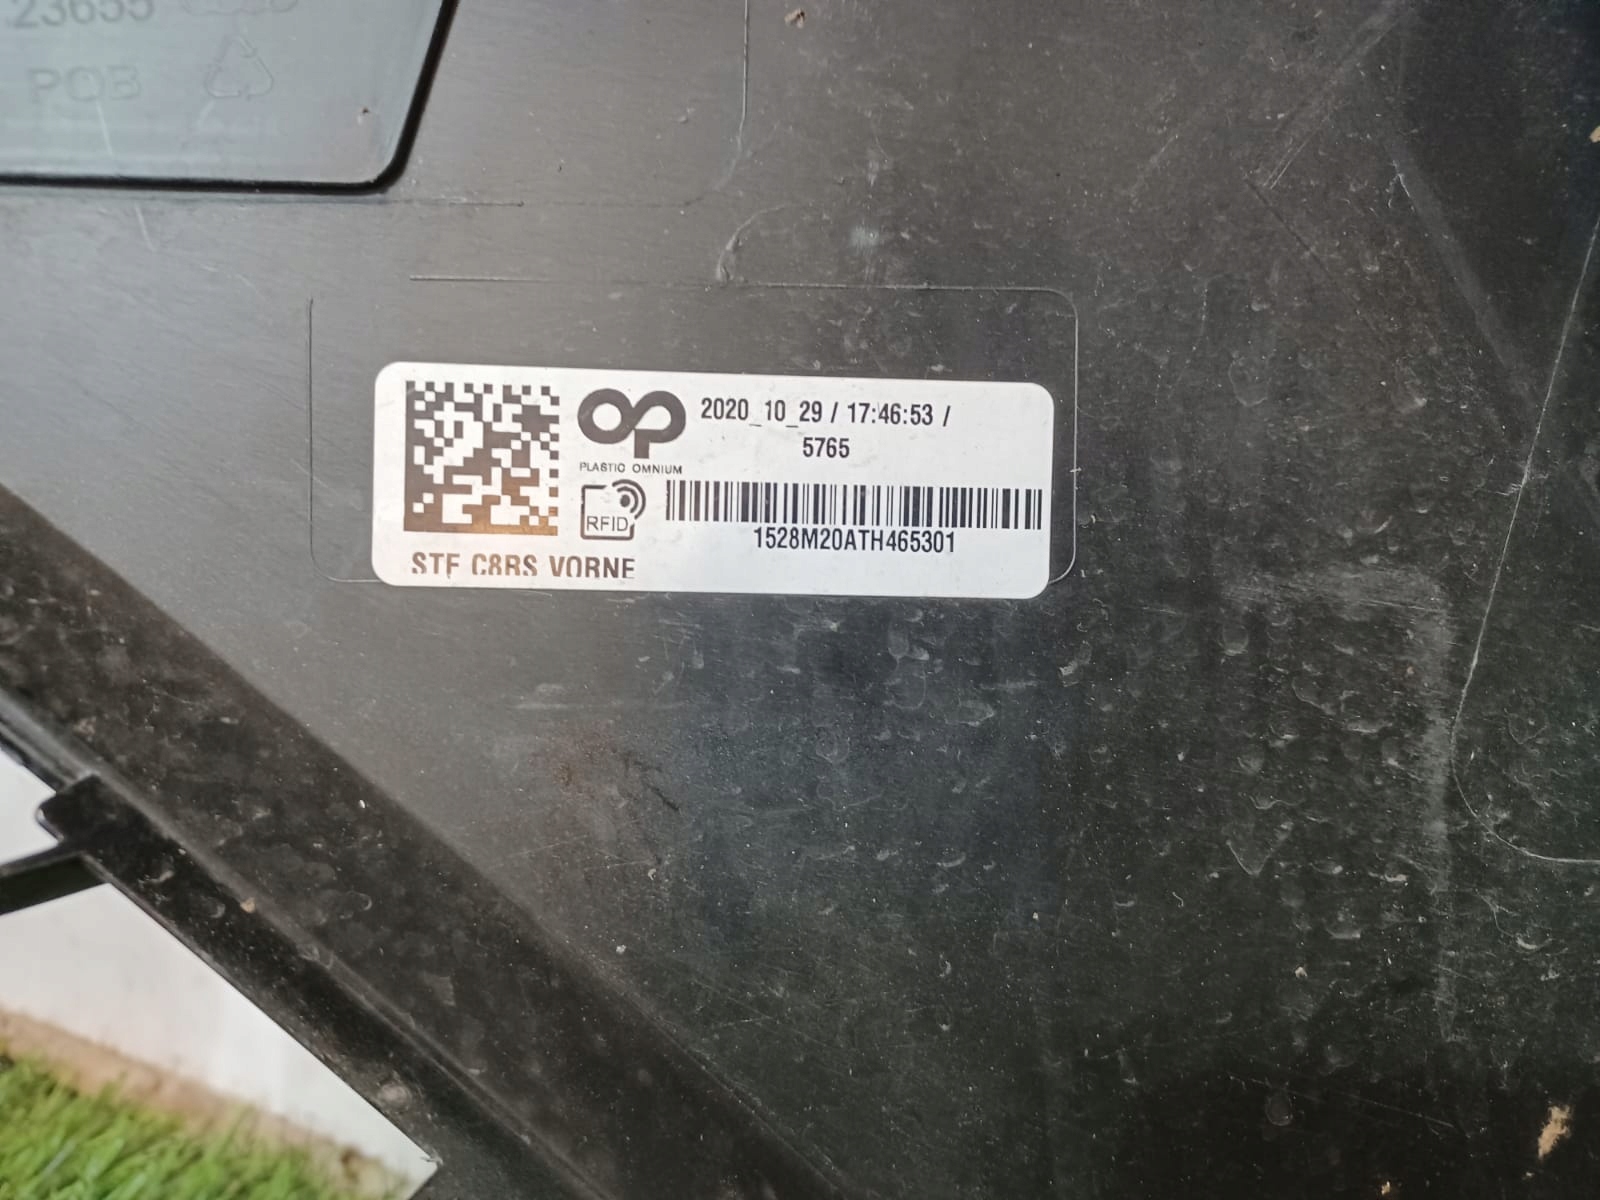 23655
POB
2020_10_29 / 17:46:53 /
5765
PLASTIC OMNIUM
RFID
1528M20ATH465301
STF C8RS VORNE